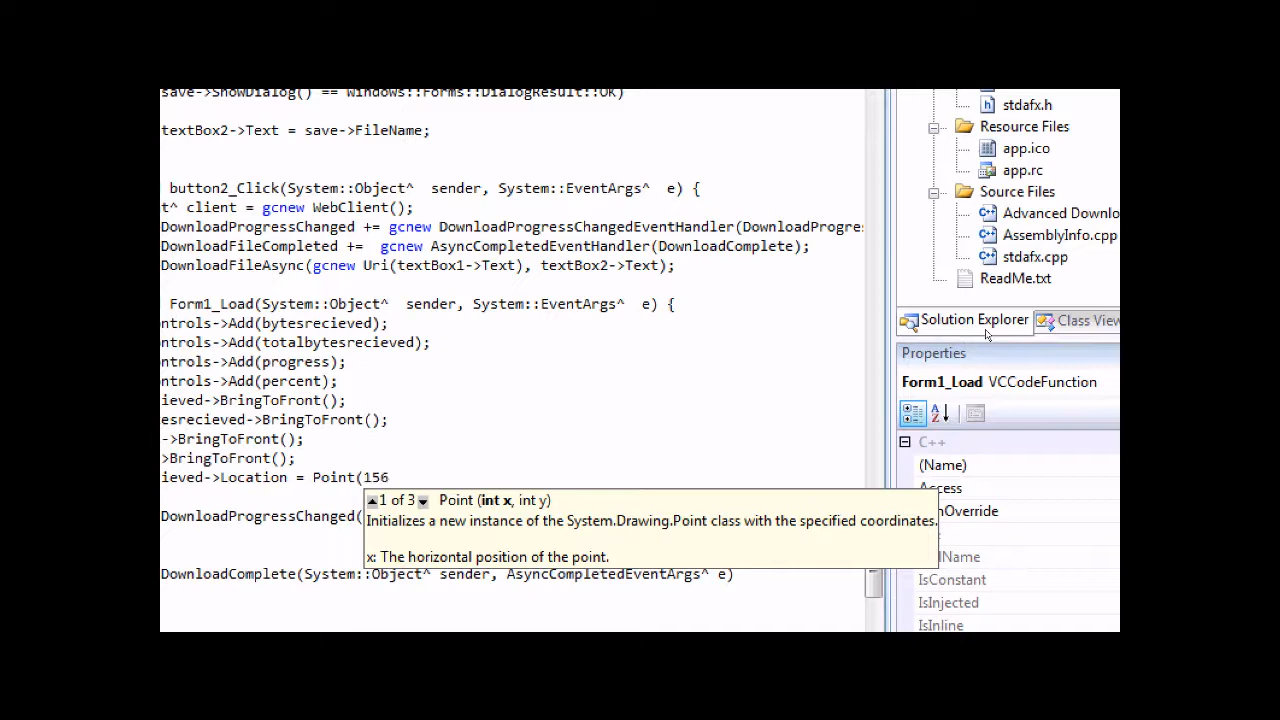 save->ShowDialog() == Windows::Forms::DialogResult::OK)
textBox2->Text = save->FileName;
button2_Click(System::Object^ sender, System::EventArgs^ e) {
t^ client = gcnew WebClient();
DownloadProgressChanged += gcnew DownloadProgressChangedEventHandler(DownloadProgre
DownloadFileCompleted += gcnew AsyncCompletedEventHandler(DownloadComplete);
DownloadFileAsync(gcnew Uri(textBox1->Text), textBox2->Text);
Form1_Load(System::Object^ sender, System::EventArgs^ e) {
ntrols->Add(bytesrecieved);
ntrols->Add(totalbytesrecieved);
ntrols->Add(progress);
ntrols->Add(percent);
ieved->BringToFront();
esrecieved->BringToFront();
->BringToFront();
>BringToFront();
ieved->Location = Point(156
1 of 3 Point (int x, int y)
Initializes a new instance of the System.Drawing.Point class with the specified coordinates.
x: The horizontal position of the point.
DownloadProgressChanged(
DownloadComplete(System::Object^ sender, AsyncCompletedEventArgs^ e)
stdafx.h
Resource Files
app.ico
app.rc
Source Files
Advanced Downlo
AssemblyInfo.cpp
stdafx.cpp
ReadMe.txt
Solution Explorer
Class View
Properties
Form1_Load VCCodeFunction
C++
(Name)
Access
nOverride
lName
IsConstant
IsInjected
IsInline